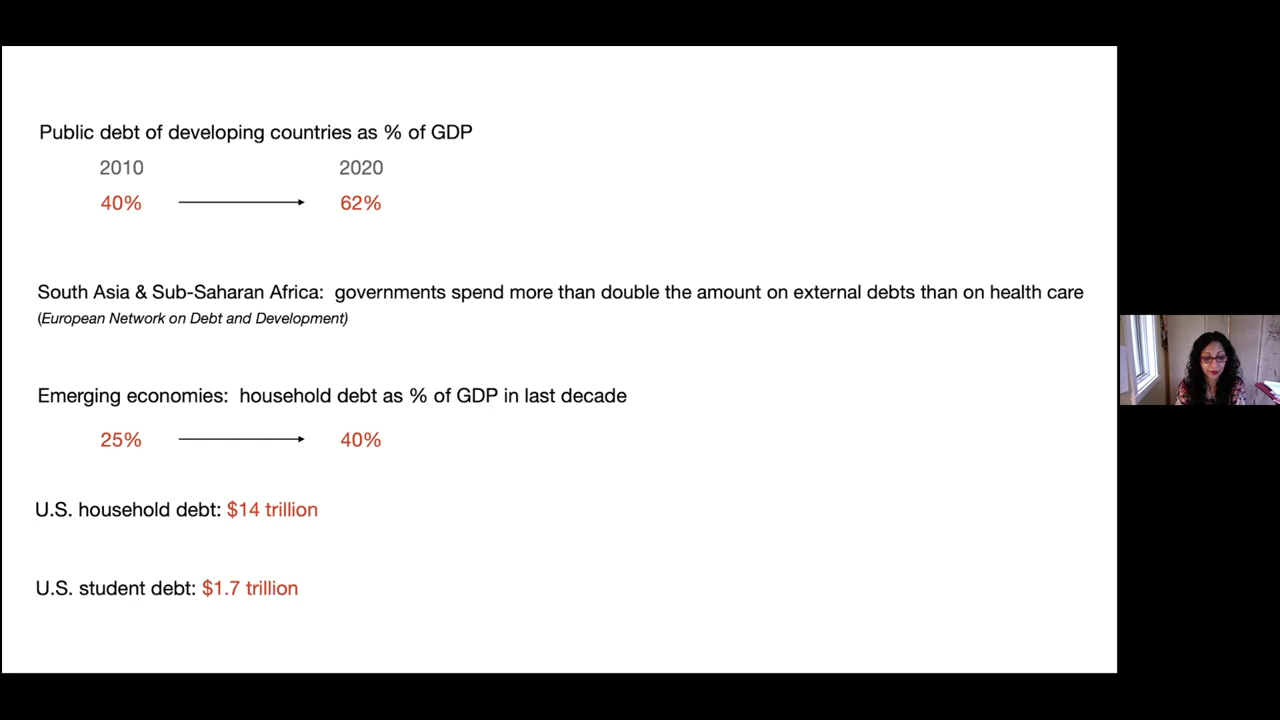 Public debt of developing countries as % of GDP
2010 2020
40% 62%
South Asia & Sub-Saharan Africa: governments spend more than double the amount on external debts than on health care
(European Network on Debt and Development)
Emerging economies: household debt as % of GDP in last decade
25% 40%
U.S. household debt: $14 trillion
U.S. student debt: $1.7 trillion